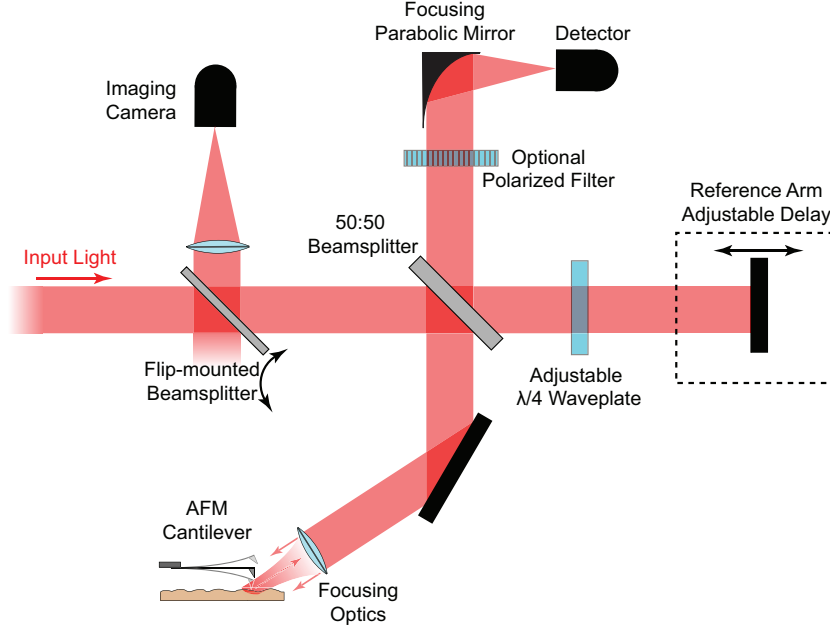 Focusing
Parabolic Mirror
Detector
Imaging
Camera
Optional
Polarized Filter
Reference Arm
Adjustable Delay
50:50
Beamsplitter
Input Light
Flip-mounted
Beamsplitter
Adjustable
λ/4 Waveplate
AFM
Cantilever
Focusing
Optics